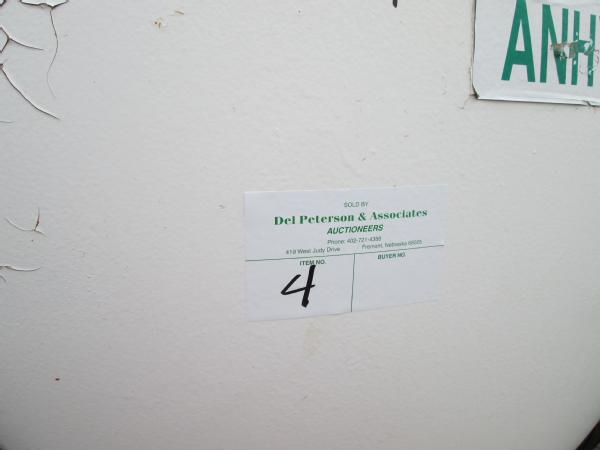 ANH
SOLD BY
Del Peterson & Associates
AUCTIONEERS
Phone: 402-721-4366
419 West Judy Drive Fremont, Nebraska 68025
ITEM NO. BUYER NO.
4